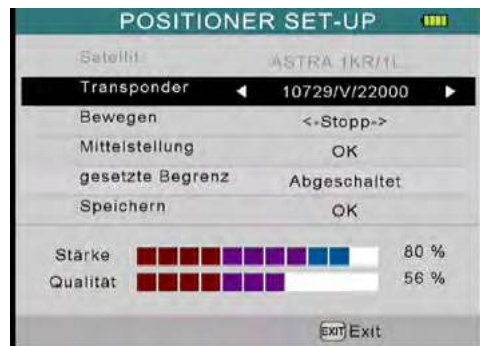 POSITIONER SET-UP
Satellit ASTRA 1KR/1L...
Transponder 10729/V/22000
Bewegen <-Stopp->
Mittelstellung OK
gesetzte Begrenz Abgeschaltet
Speichern OK
Stärke 80 %
Qualität 56 %
EXIT Exit